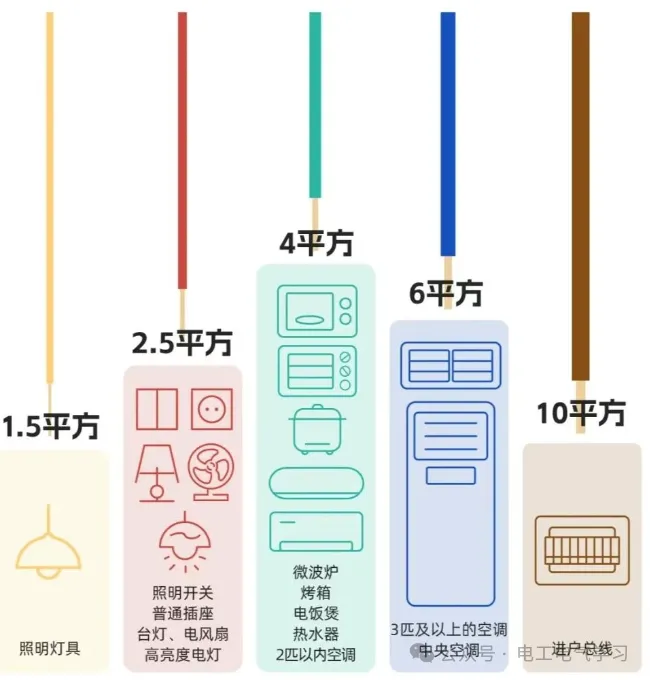 1.5平方
照明灯具
2.5平方
照明开关
普通插座
台灯、电风扇
高亮度电灯
4平方
微波炉
烤箱
电饭煲
热水器
2匹以内空调
6平方
3匹及以上的空调
中央空调
10平方
进户总线
公众号 · 电工电气学习